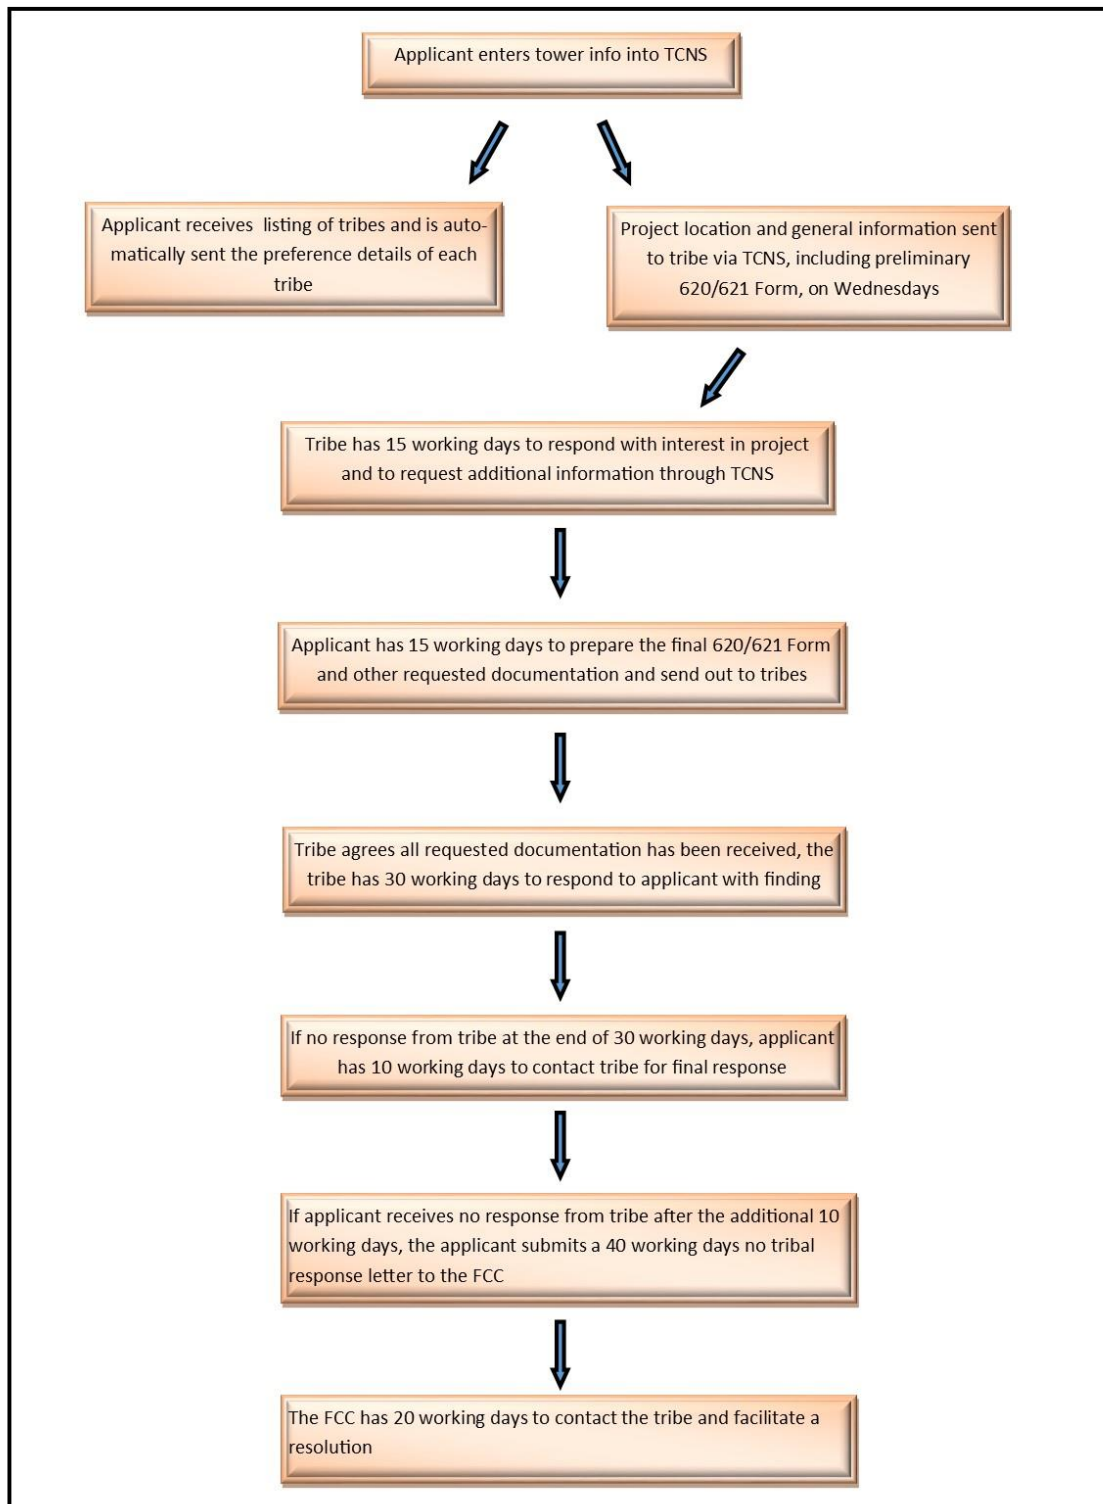 Applicant enters tower info into TCNS
Applicant receives listing of tribes and is auto-
matically sent the preference details of each
tribe
Project location and general information sent
to tribe via TCNS, including preliminary
620/621 Form, on Wednesdays
Tribe has 15 working days to respond with interest in project
and to request additional information through TCNS
Applicant has 15 working days to prepare the final 620/621 Form
and other requested documentation and send out to tribes
Tribe agrees all requested documentation has been received, the
tribe has 30 working days to respond to applicant with finding
If no response from tribe at the end of 30 working days, applicant
has 10 working days to contact tribe for final response
If applicant receives no response from tribe after the additional 10
working days, the applicant submits a 40 working days no tribal
response letter to the FCC
The FCC has 20 working days to contact the tribe and facilitate a
resolution